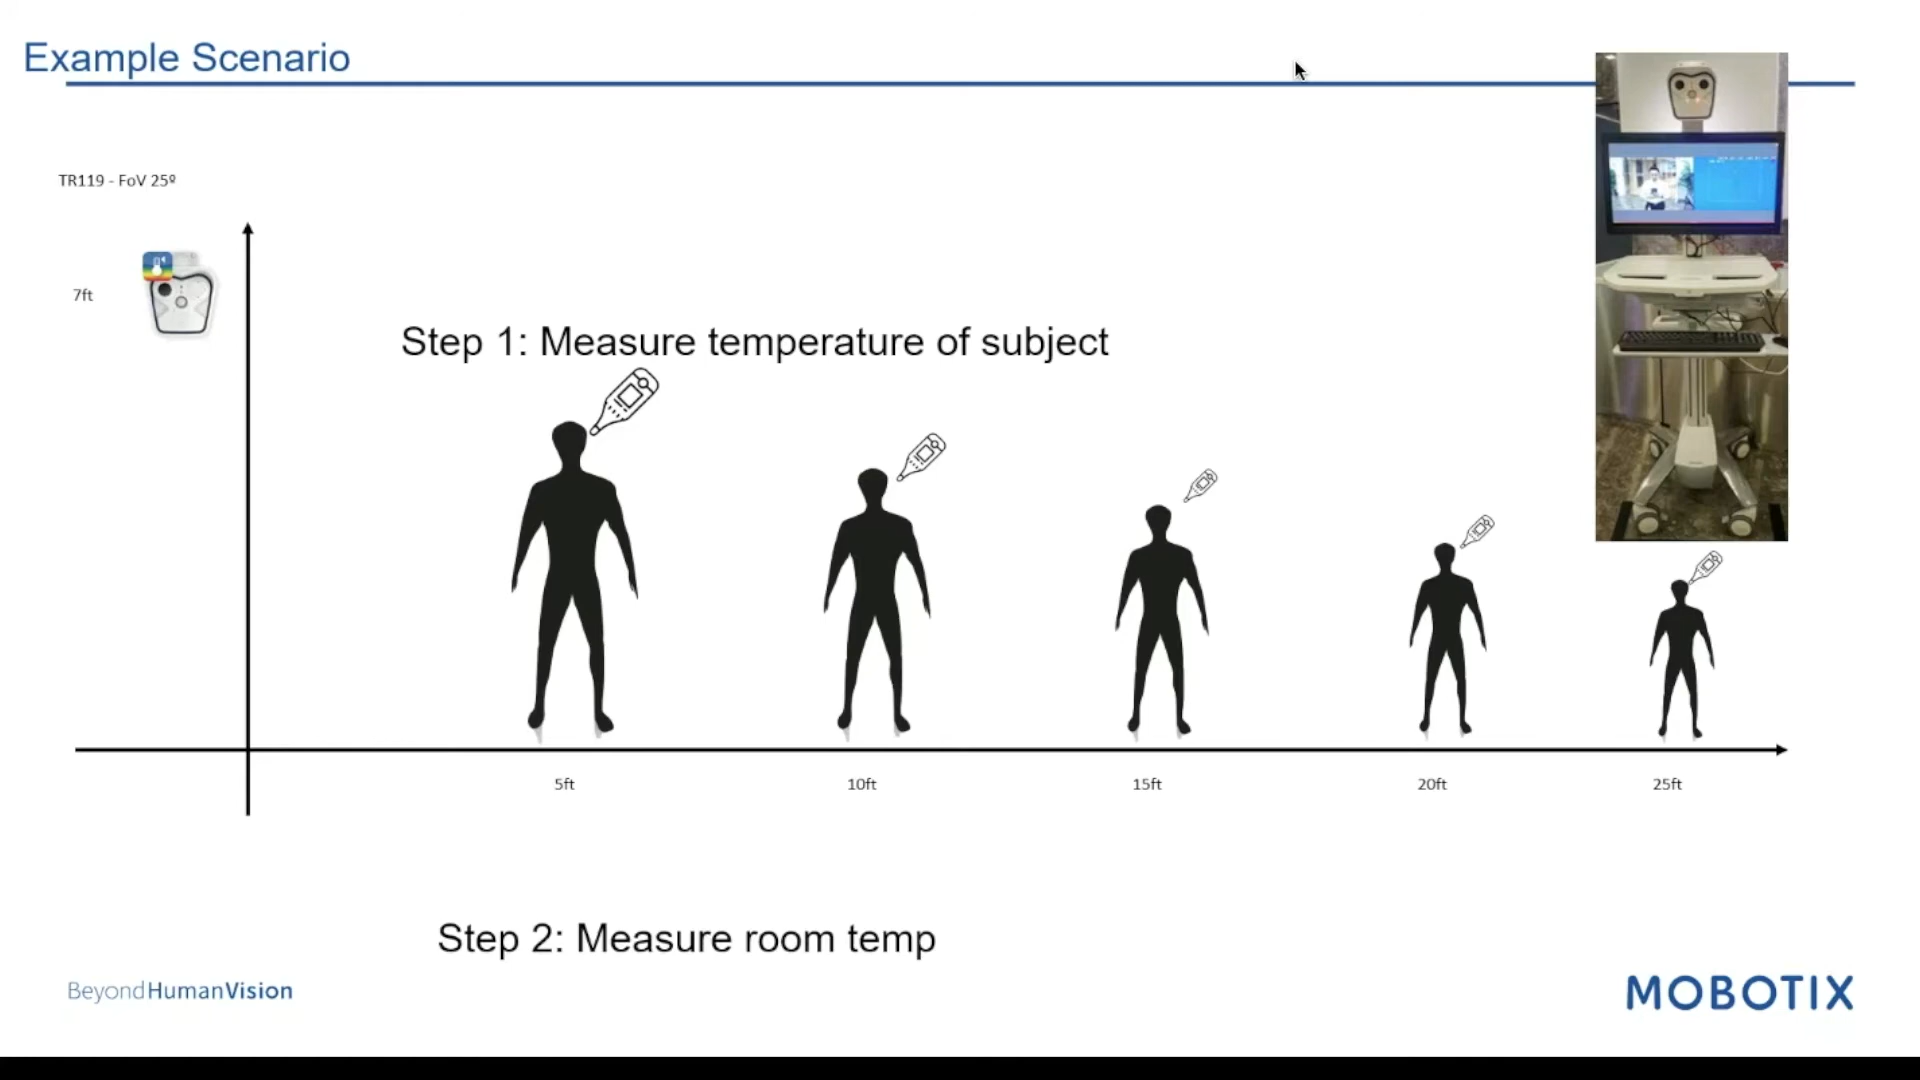 Example Scenario
TR119 - FoV 25º
7ft
Step 1: Measure temperature of subject
5ft
10ft
15ft
20ft
25ft
Step 2: Measure room temp
BeyondHumanVision
MOBOTIX